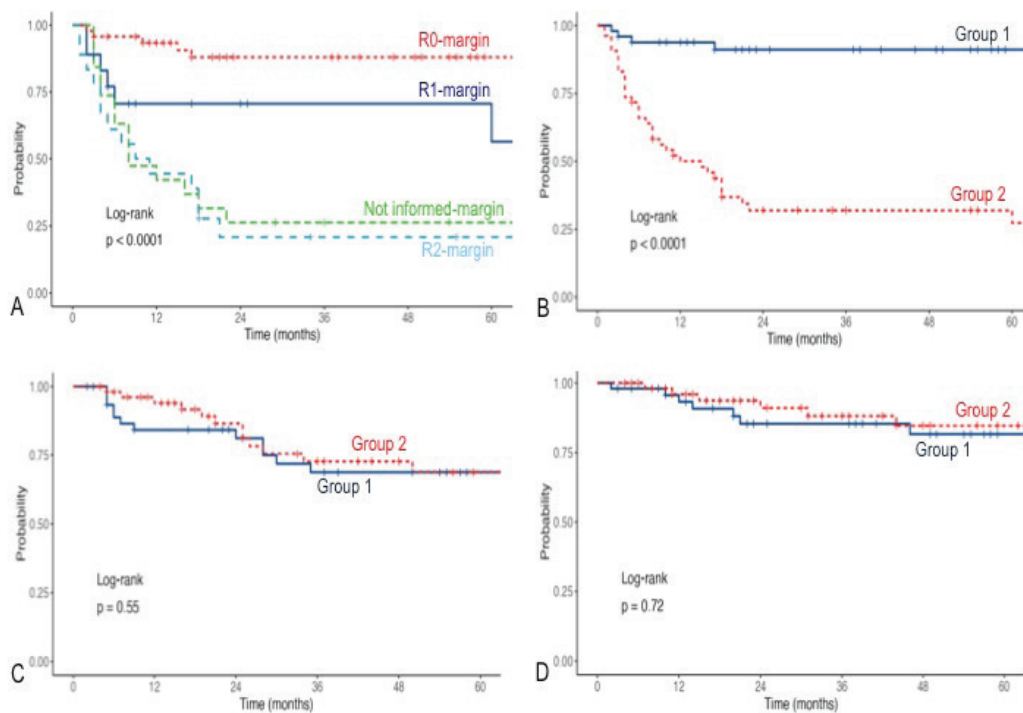 1.00
0.75
0.50
0.25
0.00
Probability
R0-margin
R1-margin
Not informed-margin
R2-margin
Log-rank
p < 0.0001
A
0 12 24 36 48 60
Time (months)
1.00
0.75
0.50
0.25
0.00
Probability
Group 1
Group 2
Log-rank
p < 0.0001
B
0 12 24 36 48 60
Time (months)
1.00
0.75
0.50
0.25
0.00
Probability
Group 2
Group 1
Log-rank
p = 0.55
C
0 12 24 36 48 60
Time (months)
1.00
0.75
0.50
0.25
0.00
Probability
Group 2
Group 1
Log-rank
p = 0.72
D
0 12 24 36 48 60
Time (months)